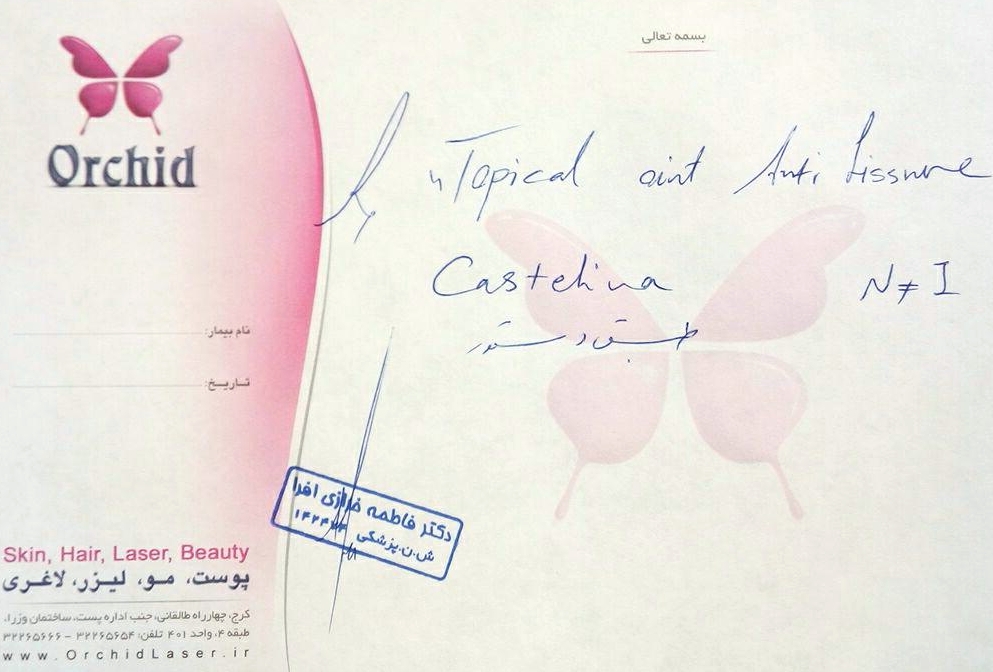 بسمه تعالی
Orchid
Topical oint Anti fissure
Castelina N≠I
طبق دستور
نام بیمار:
تاریخ:
دکتر فاطمه خرازی افرا
ش.ن.پزشکی
Skin, Hair, Laser, Beauty
پوست، مو، لیزر، لاغری
کرج، چهارراه طالقانی، جنب اداره پست، ساختمان وزراء،
طبقه ۴، واحد ۴۰۱ تلفن: ۳۲۲۶۵۶۵۴ - ۳۲۲۶۵۶۶۶
www.OrchidLaser.ir